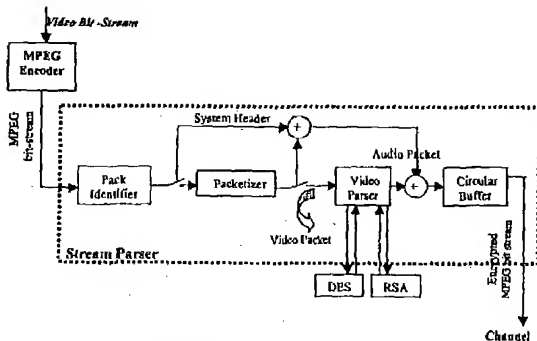 Video Bit-Stream
MPEG
Encoder
MPEG
bit-stream
System Header
Audio Packet
Pack
Identifier
Packetizer
Video
Parser
Circular
Buffer
Video Packet
Stream Parser
DES
RSA
Encrypted
MPEG bit stream
Channel